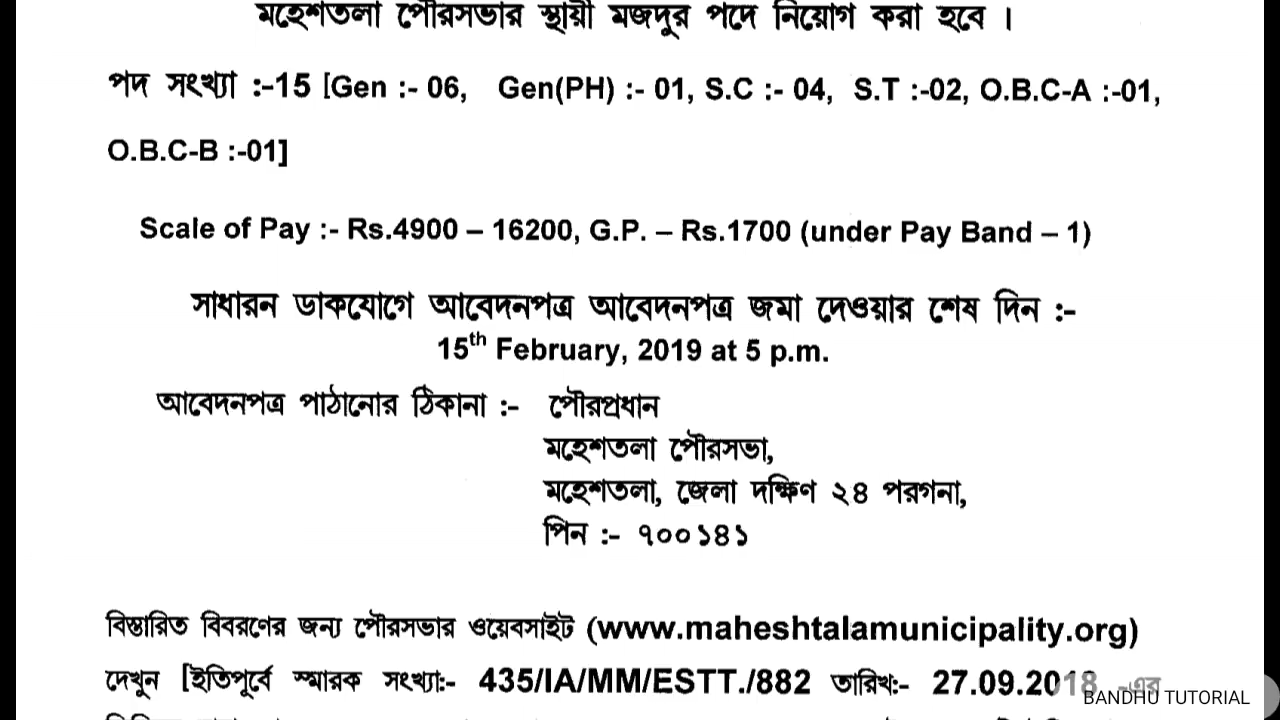 মহেশতলা পৌরসভার স্থায়ী মজদুর পদে নিয়োগ করা হবে ।
পদ সংখ্যা :-15 [Gen :- 06, Gen(PH) :- 01, S.C :- 04, S.T :-02, O.B.C-A :-01,
O.B.C-B :-01]
Scale of Pay :- Rs.4900 – 16200, G.P. – Rs.1700 (under Pay Band – 1)
সাধারন ডাকযোগে আবেদনপত্র আবেদনপত্র জমা দেওয়ার শেষ দিন :-
15th February, 2019 at 5 p.m.
আবেদনপত্র পাঠানোর ঠিকানা :- পৌরপ্রধান
মহেশতলা পৌরসভা,
মহেশতলা, জেলা দক্ষিণ ২৪ পরগনা,
পিন :- ৭০০১৪১
বিস্তারিত বিবরণের জন্য পৌরসভার ওয়েবসাইট (www.maheshtalamunicipality.org)
দেখুন [ইতিপূর্বে স্মারক সংখ্যা:- 435/IA/MM/ESTT./882 তারিখ:- 27.09.2018 -এর
BANDHU TUTORIAL